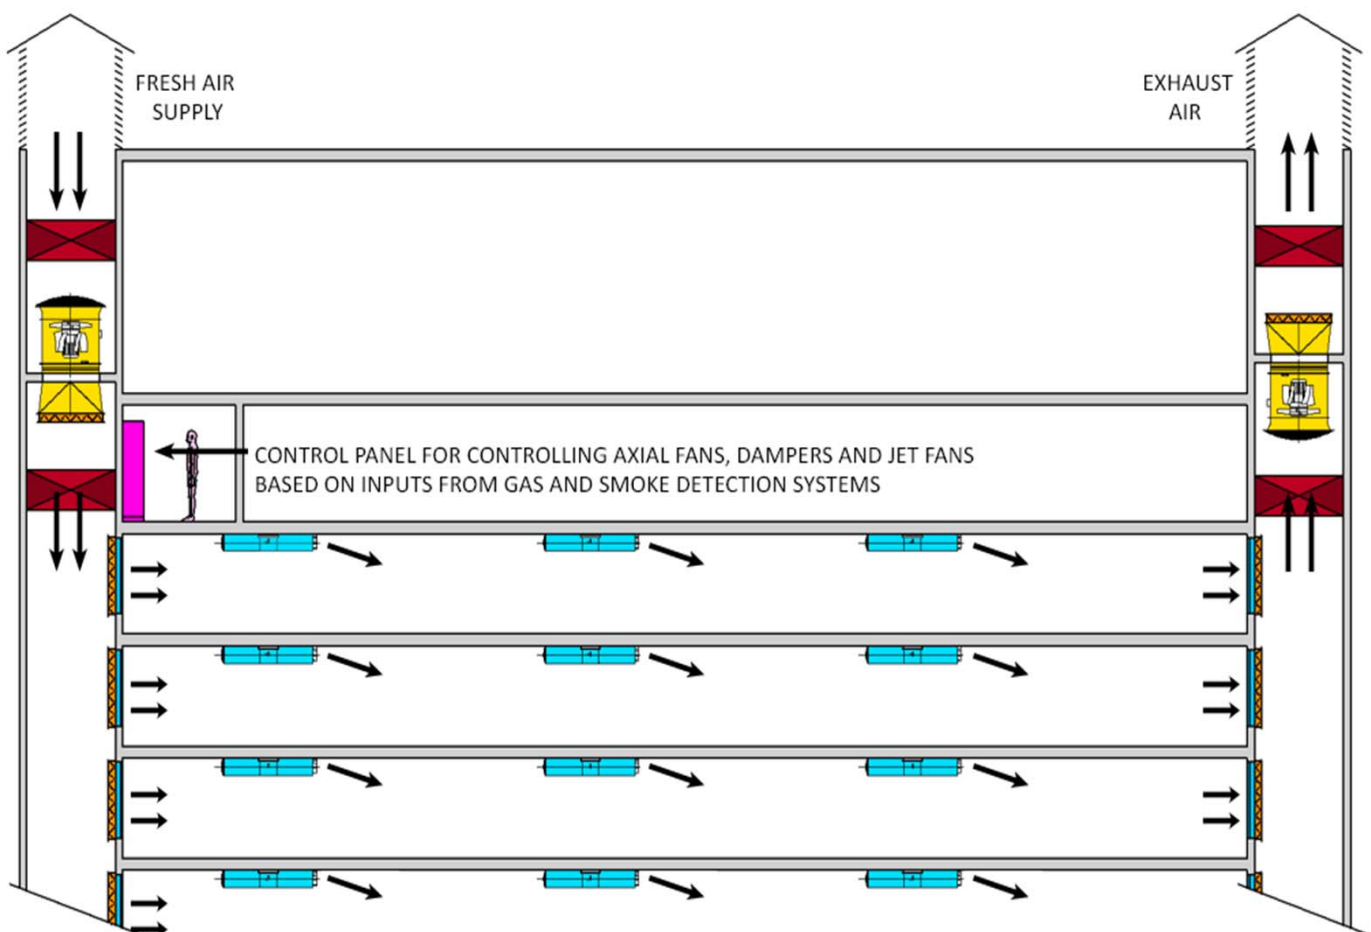 FRESH AIR
SUPPLY
EXHAUST
AIR
CONTROL PANEL FOR CONTROLLING AXIAL FANS, DAMPERS AND JET FANS
BASED ON INPUTS FROM GAS AND SMOKE DETECTION SYSTEMS